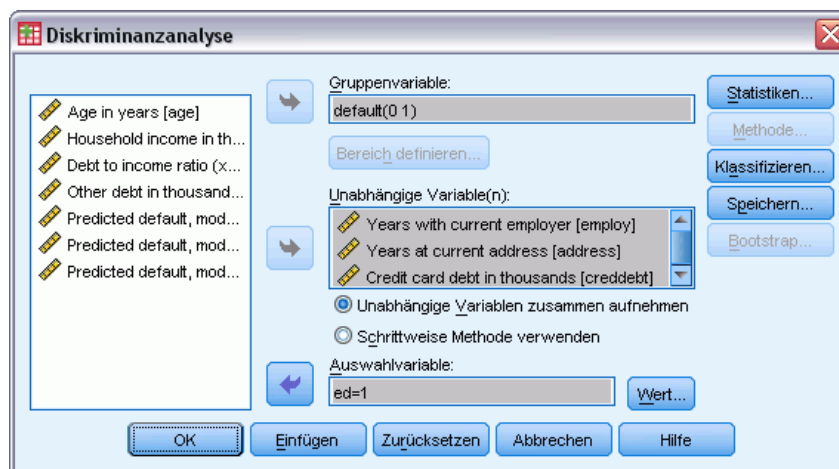 Diskriminanzanalyse
Age in years [age]
Household income in th...
Debt to income ratio (x...
Other debt in thousand...
Predicted default, mod...
Predicted default, mod...
Predicted default, mod...
Gruppenvariable:
default(0 1)
Bereich definieren...
Unabhängige Variable(n):
Years with current employer [employ]
Years at current address [address]
Credit card debt in thousands [creddebt]
Unabhängige Variablen zusammen aufnehmen
Schrittweise Methode verwenden
Auswahlvariable:
ed=1
Wert...
Statistiken...
Methode...
Klassifizieren...
Speichern...
Bootstrap...
OK
Einfügen
Zurücksetzen
Abbrechen
Hilfe